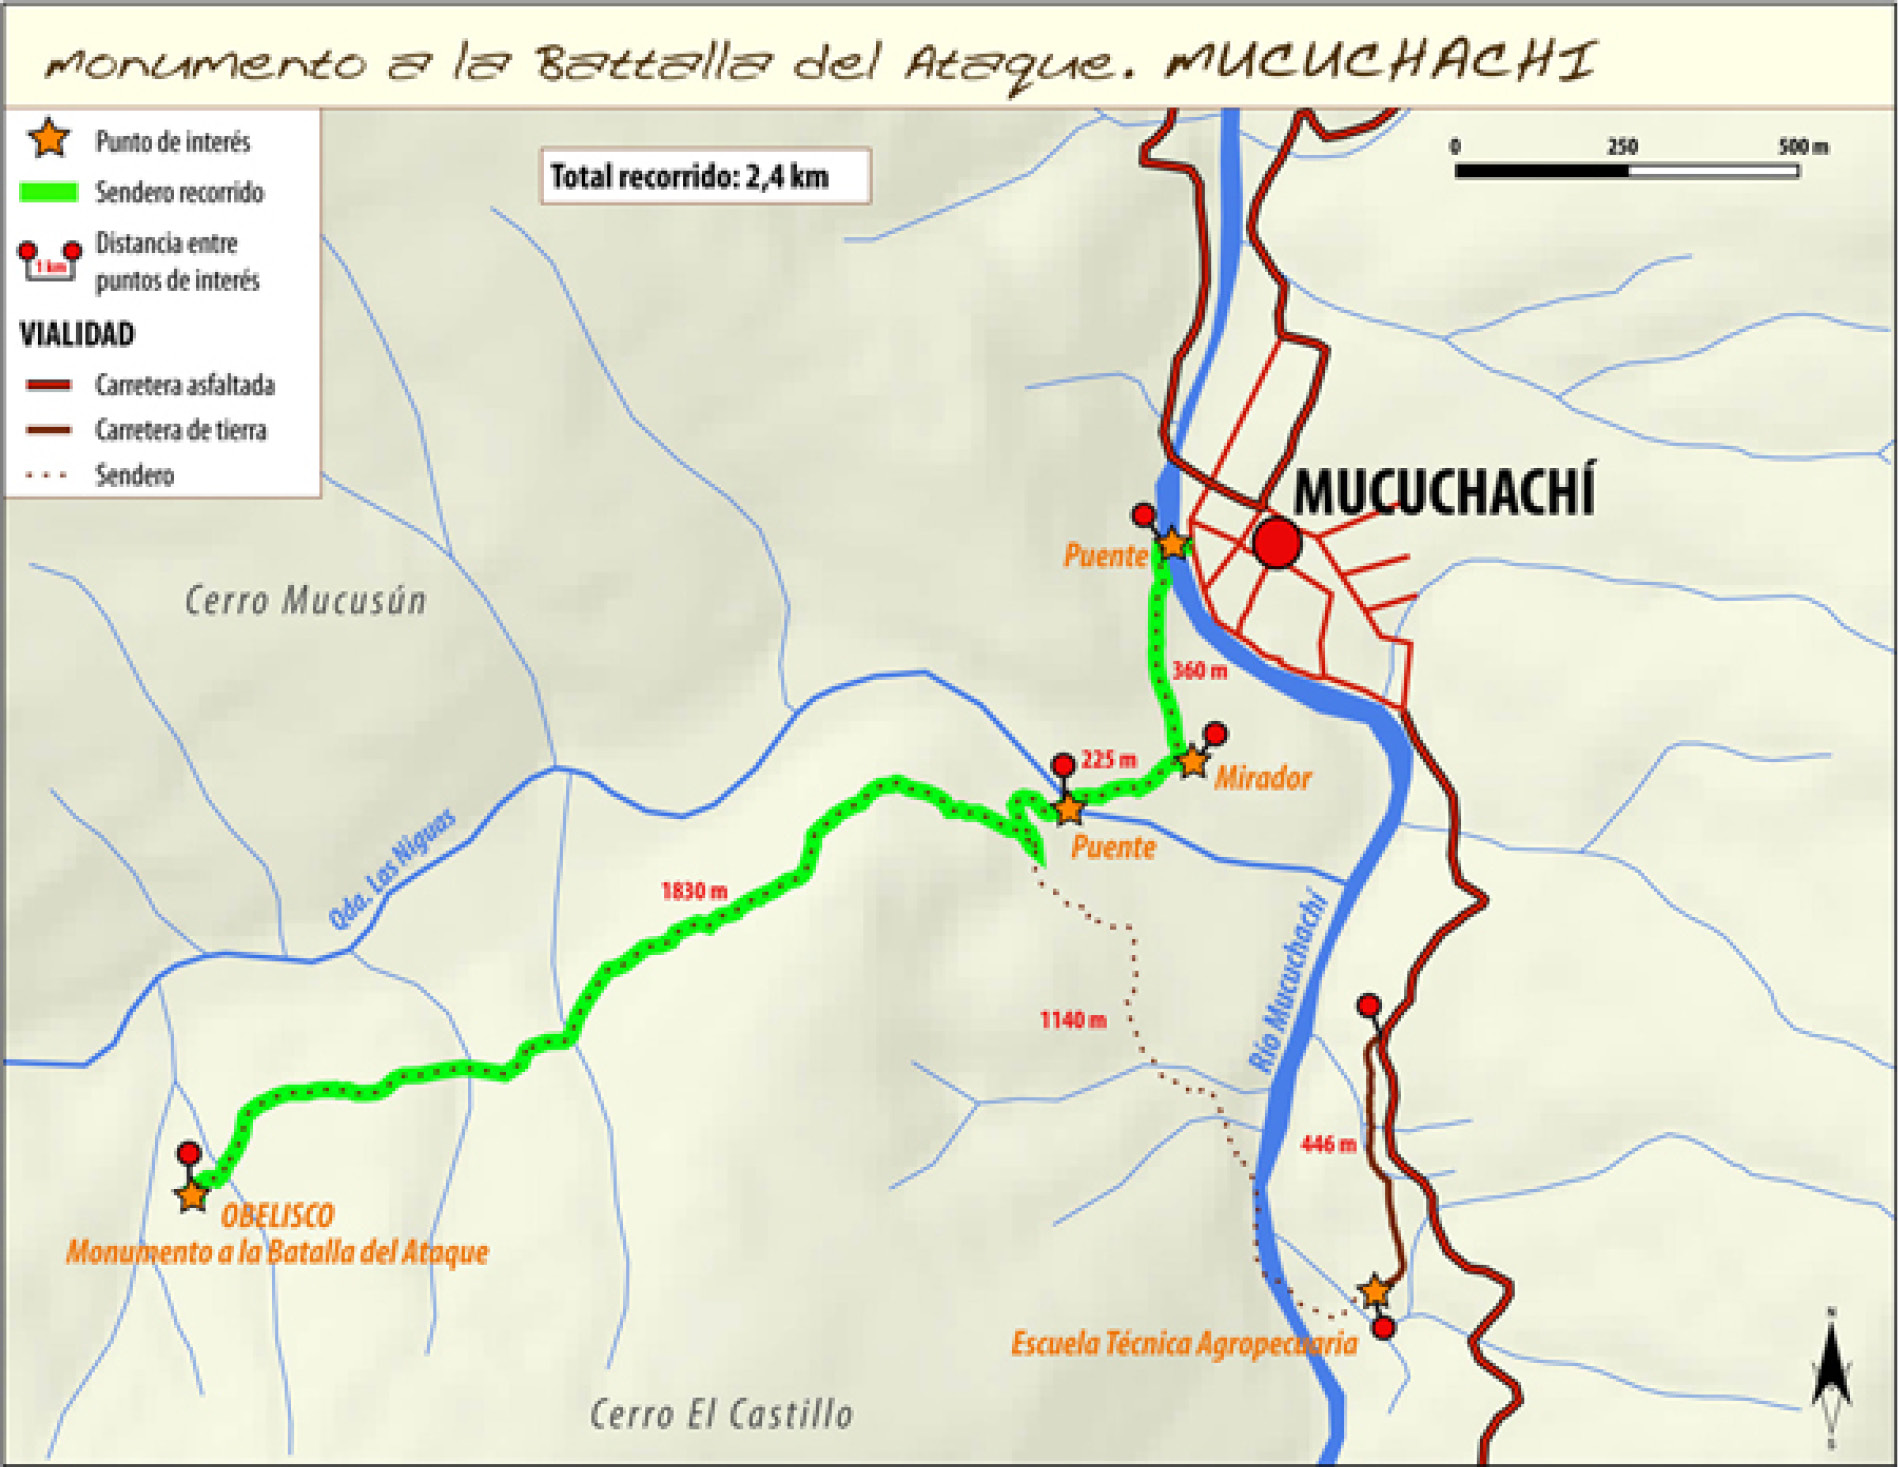 Monumento a la Battalla del Ataque. MUCUCHACHI
Punto de interés
Sendero recorrido
Distancia entre
puntos de interés
1 km
VIALIDAD
Carretera asfaltada
Carretera de tierra
Sendero
Total recorrido: 2,4 km
0 250 500 m
MUCUCHACHÍ
Puente
Cerro Mucusún
360 m
225 m
Mirador
Puente
Qda. Las Niguas
1830 m
Río Mucuchachí
1140 m
446 m
OBELISCO
Monumento a la Batalla del Ataque
Escuela Técnica Agropecuaria
Cerro El Castillo
N
S